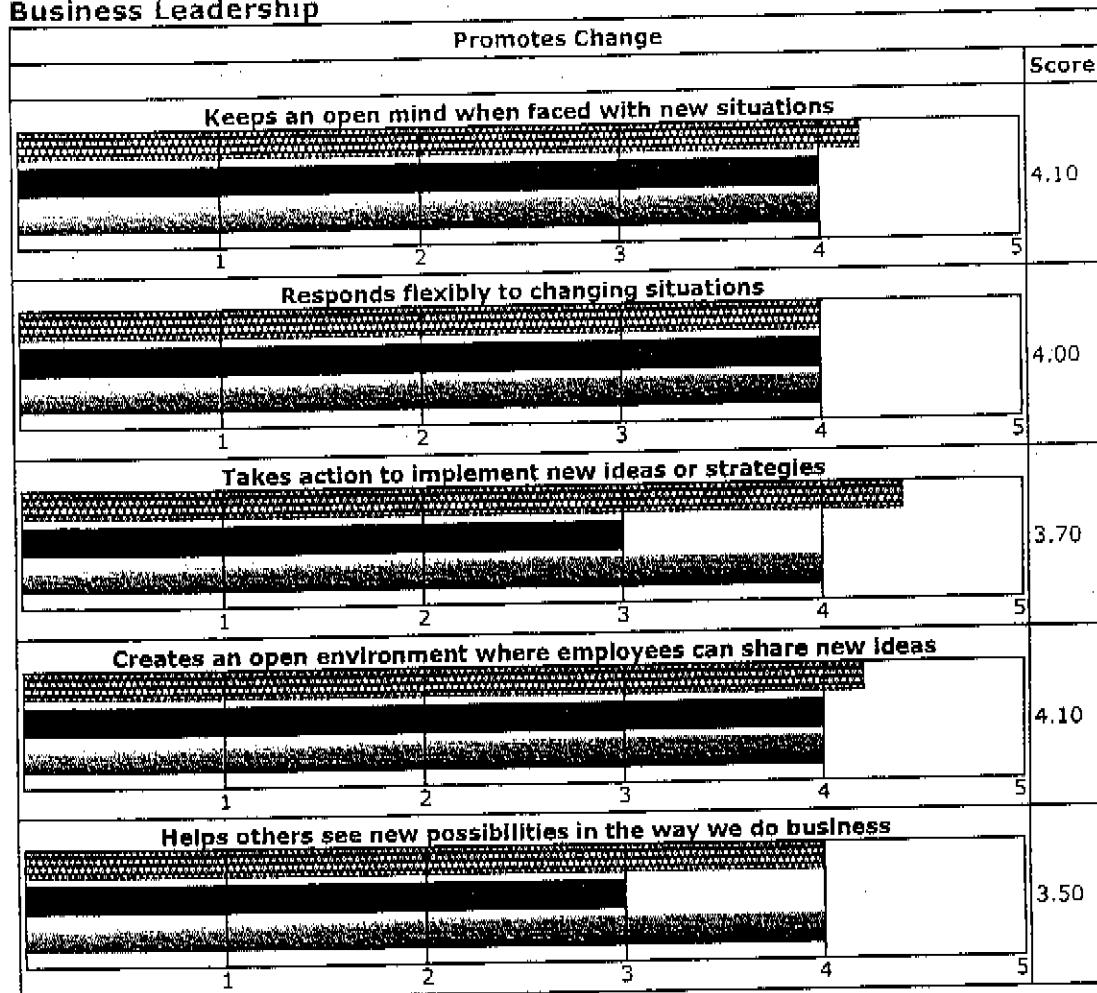 Business Leadership
Promotes Change
Score
Keeps an open mind when faced with new situations
4.10
1 2 3 4 5
Responds flexibly to changing situations
4.00
1 2 3 4 5
Takes action to implement new ideas or strategies
3.70
1 2 3 4 5
Creates an open environment where employees can share new ideas
4.10
1 2 3 4 5
Helps others see new possibilities in the way we do business
3.50
1 2 3 4 5